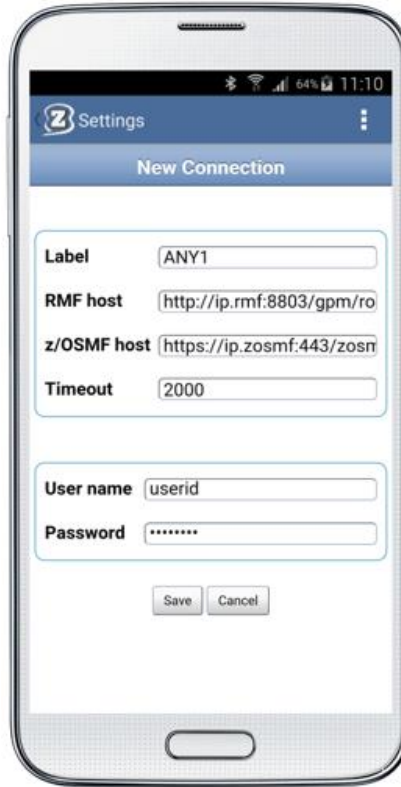 64% 11:10
Z Settings
New Connection
Label ANY1
RMF host http://ip.rmf:8803/gpm/ro
z/OSMF host https://ip.zosmf:443/zosm
Timeout 2000
User name userid
Password ••••••••
Save Cancel